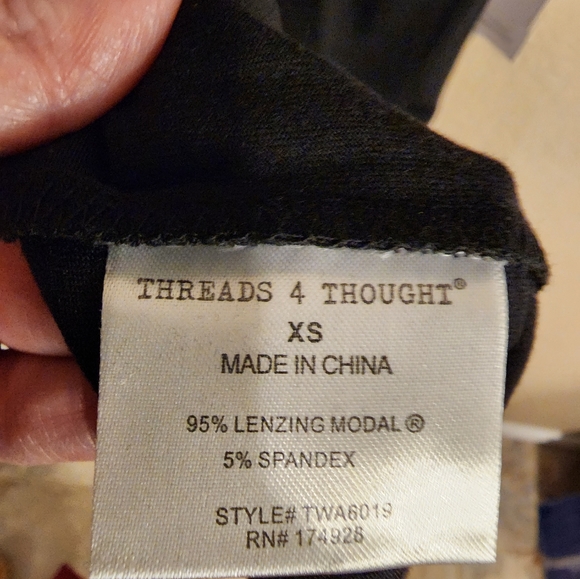 THREADS 4 THOUGHT®
XS
MADE IN CHINA
95% LENZING MODAL®
5% SPANDEX
STYLE# TWA6019
RN# 174928